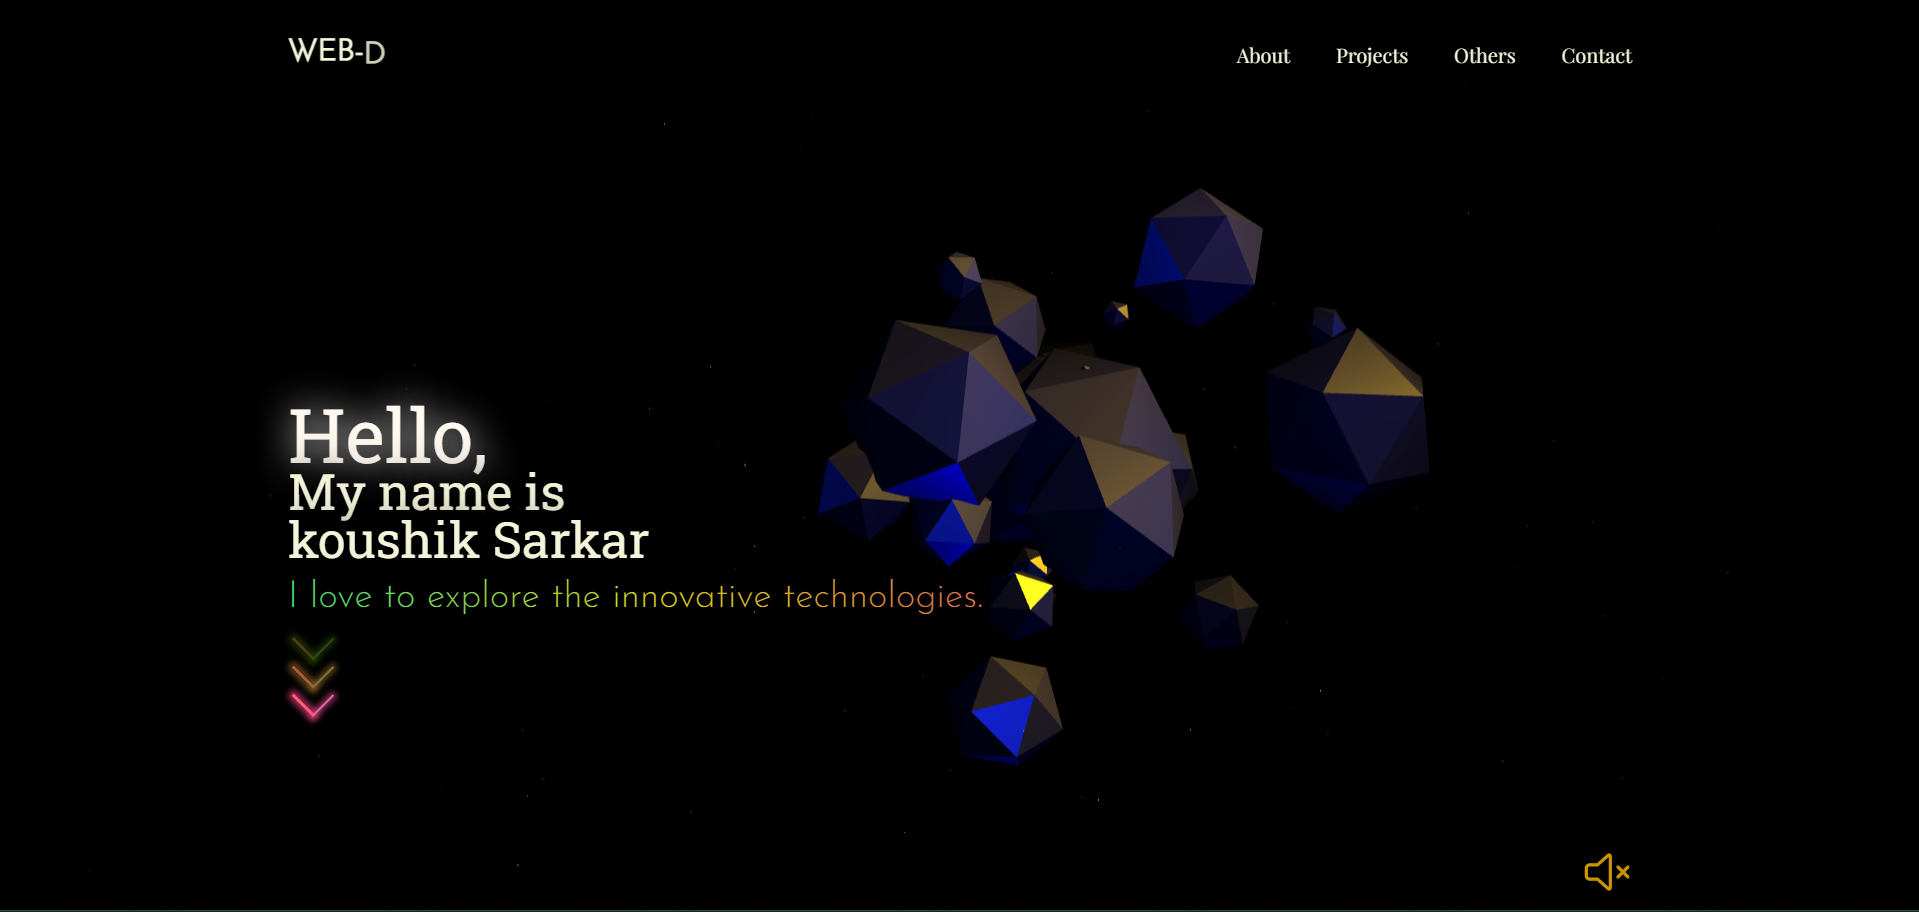 WEB-D
About Projects Others Contact
Hello,
My name is
koushik Sarkar
I love to explore the innovative technologies.